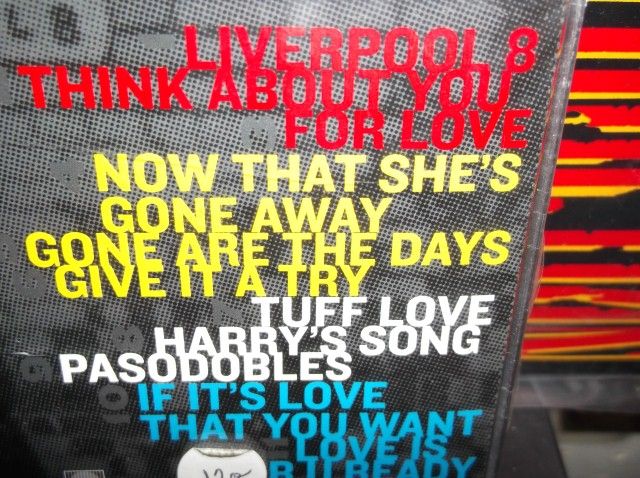 LIVERPOOL 8
THINK ABOUT YOU
FOR LOVE
NOW THAT SHE'S
GONE AWAY
GONE ARE THE DAYS
GIVE IT A TRY
TUFF LOVE
HARRY'S SONG
PASODOBLES
IF IT'S LOVE
THAT YOU WANT
LOVE IS
R U READY